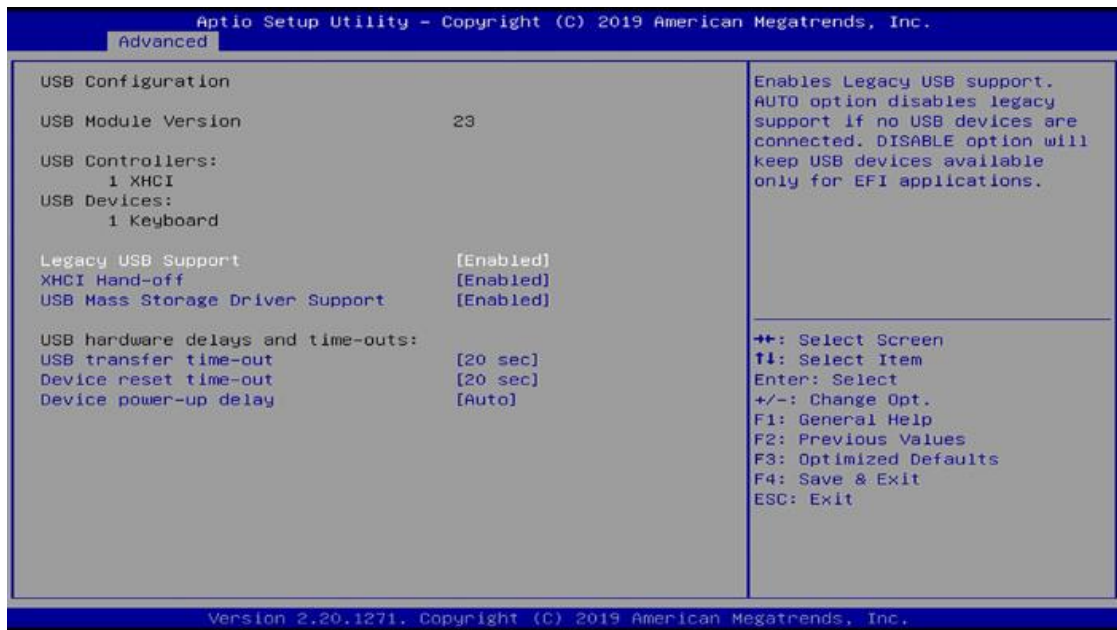 Aptio Setup Utility – Copyright (C) 2019 American Megatrends, Inc.
Advanced
USB Configuration
USB Module Version 23
USB Controllers:
1 XHCI
USB Devices:
1 Keyboard
Legacy USB Support [Enabled]
XHCI Hand-off [Enabled]
USB Mass Storage Driver Support [Enabled]
USB hardware delays and time-outs:
USB transfer time-out [20 sec]
Device reset time-out [20 sec]
Device power-up delay [Auto]
Enables Legacy USB support.
AUTO option disables legacy
support if no USB devices are
connected. DISABLE option will
keep USB devices available
only for EFI applications.
→←: Select Screen
↑↓: Select Item
Enter: Select
+/-: Change Opt.
F1: General Help
F2: Previous Values
F3: Optimized Defaults
F4: Save & Exit
ESC: Exit
Version 2.20.1271. Copyright (C) 2019 American Megatrends, Inc.